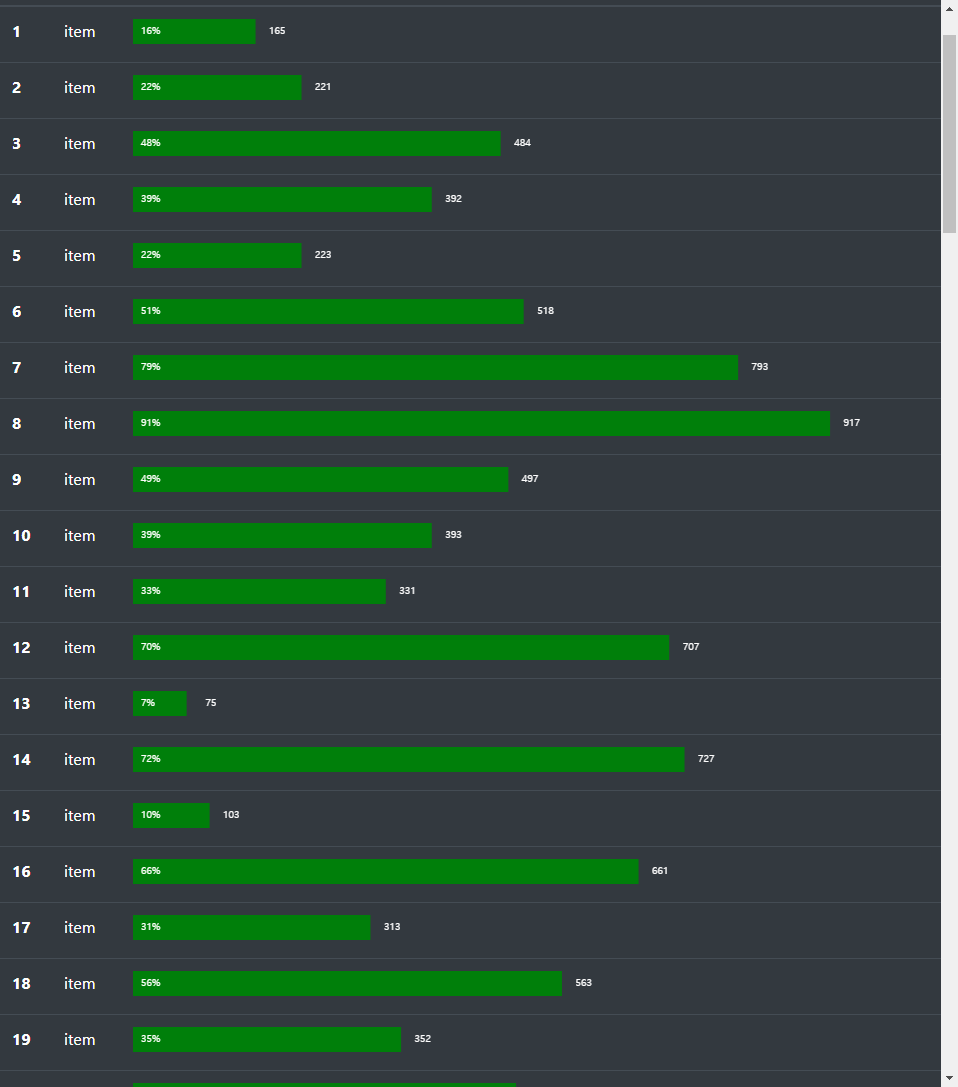 1 item 16% 165
2 item 22% 221
3 item 48% 484
4 item 39% 392
5 item 22% 223
6 item 51% 518
7 item 79% 793
8 item 91% 917
9 item 49% 497
10 item 39% 393
11 item 33% 331
12 item 70% 707
13 item 7% 75
14 item 72% 727
15 item 10% 103
16 item 66% 661
17 item 31% 313
18 item 56% 563
19 item 35% 352